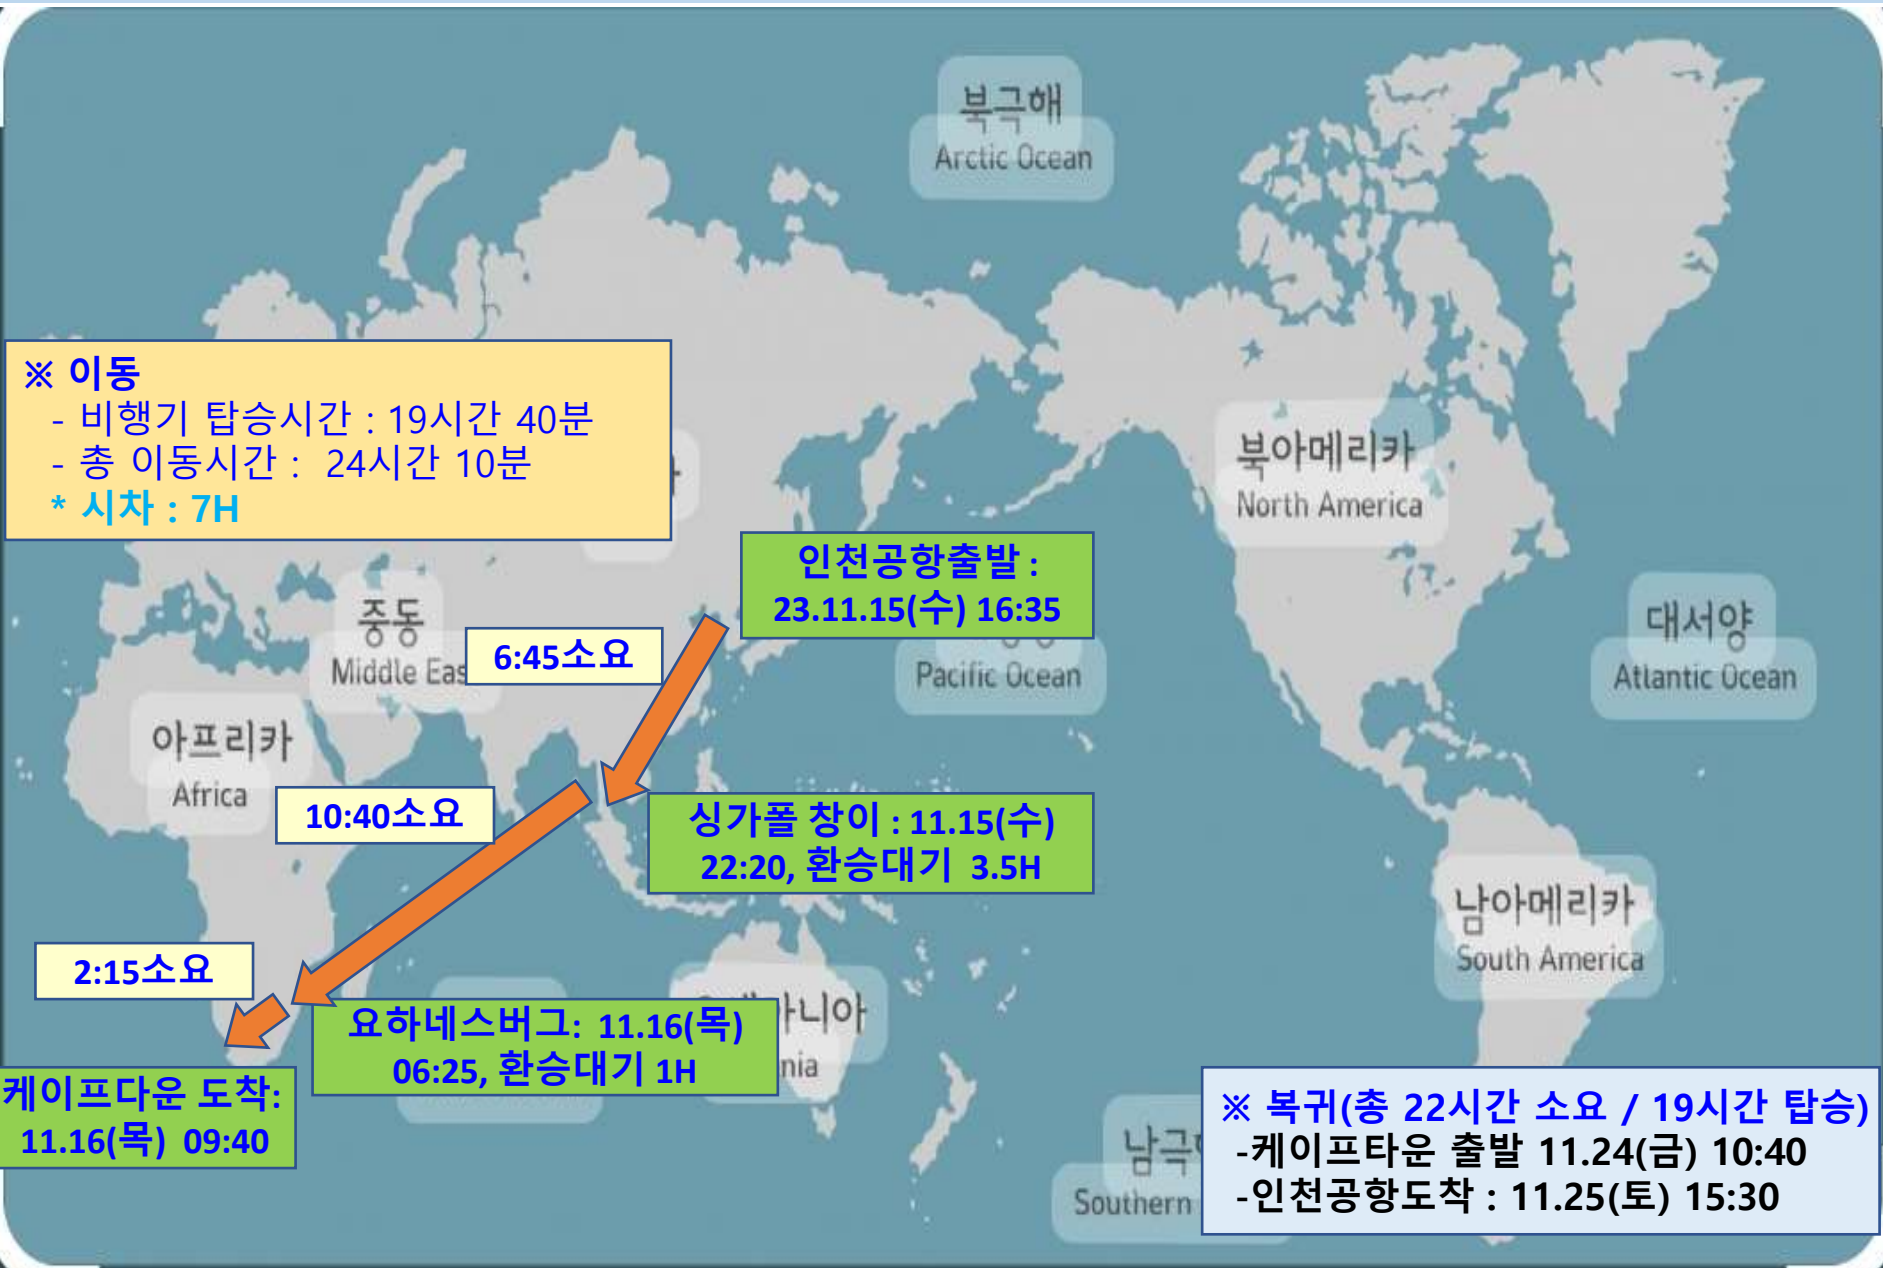 북극해
Arctic Ocean
※ 이동
- 비행기 탑승시간 : 19시간 40분
- 총 이동시간 : 24시간 10분
* 시차 : 7H
북아메리카
North America
인천공항출발 :
23.11.15(수) 16:35
중동
Middle Eas
6:45소요
Pacific Ocean
대서양
Atlantic Ocean
아프리카
Africa
10:40소요
싱가폴 창이 : 11.15(수)
22:20, 환승대기 3.5H
남아메리카
South America
2:15소요
니아
nia
요하네스버그: 11.16(목)
06:25, 환승대기 1H
케이프다운 도착:
11.16(목) 09:40
남극
Southern
※ 복귀(총 22시간 소요 / 19시간 탑승)
-케이프타운 출발 11.24(금) 10:40
-인천공항도착 : 11.25(토) 15:30